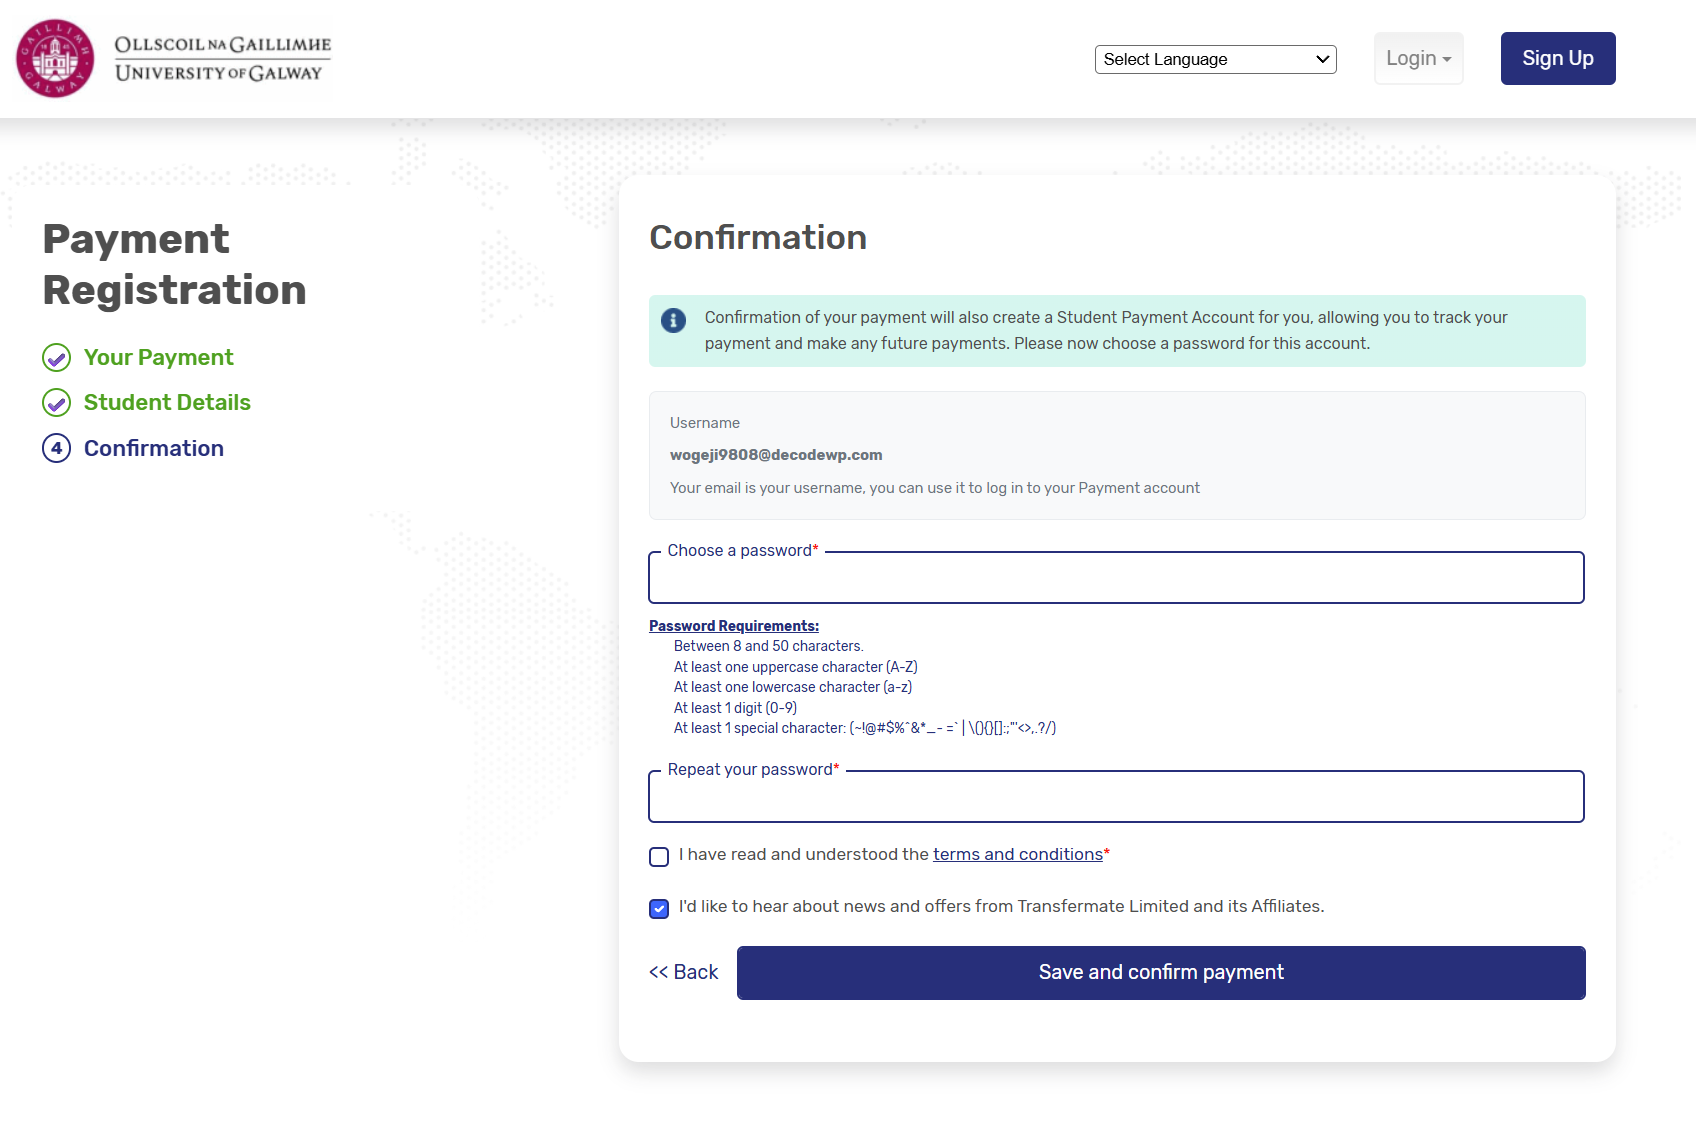 OLLSCOIL NA GAILLIMHE
UNIVERSITY OF GALWAY
Select Language
Login
Sign Up
Payment
Registration
Your Payment
Student Details
4 Confirmation
Confirmation
Confirmation of your payment will also create a Student Payment Account for you, allowing you to track your
payment and make any future payments. Please now choose a password for this account.
Username
wogeji9808@decodewp.com
Your email is your username, you can use it to log in to your Payment account
Choose a password*
Password Requirements:
Between 8 and 50 characters.
At least one uppercase character (A-Z)
At least one lowercase character (a-z)
At least 1 digit (0-9)
At least 1 special character: (~!@#$%^&*_- =`|\(){}[]:;"'<>,.?/)
Repeat your password*
I have read and understood the terms and conditions*
I'd like to hear about news and offers from Transfermate Limited and its Affiliates.
<< Back
Save and confirm payment